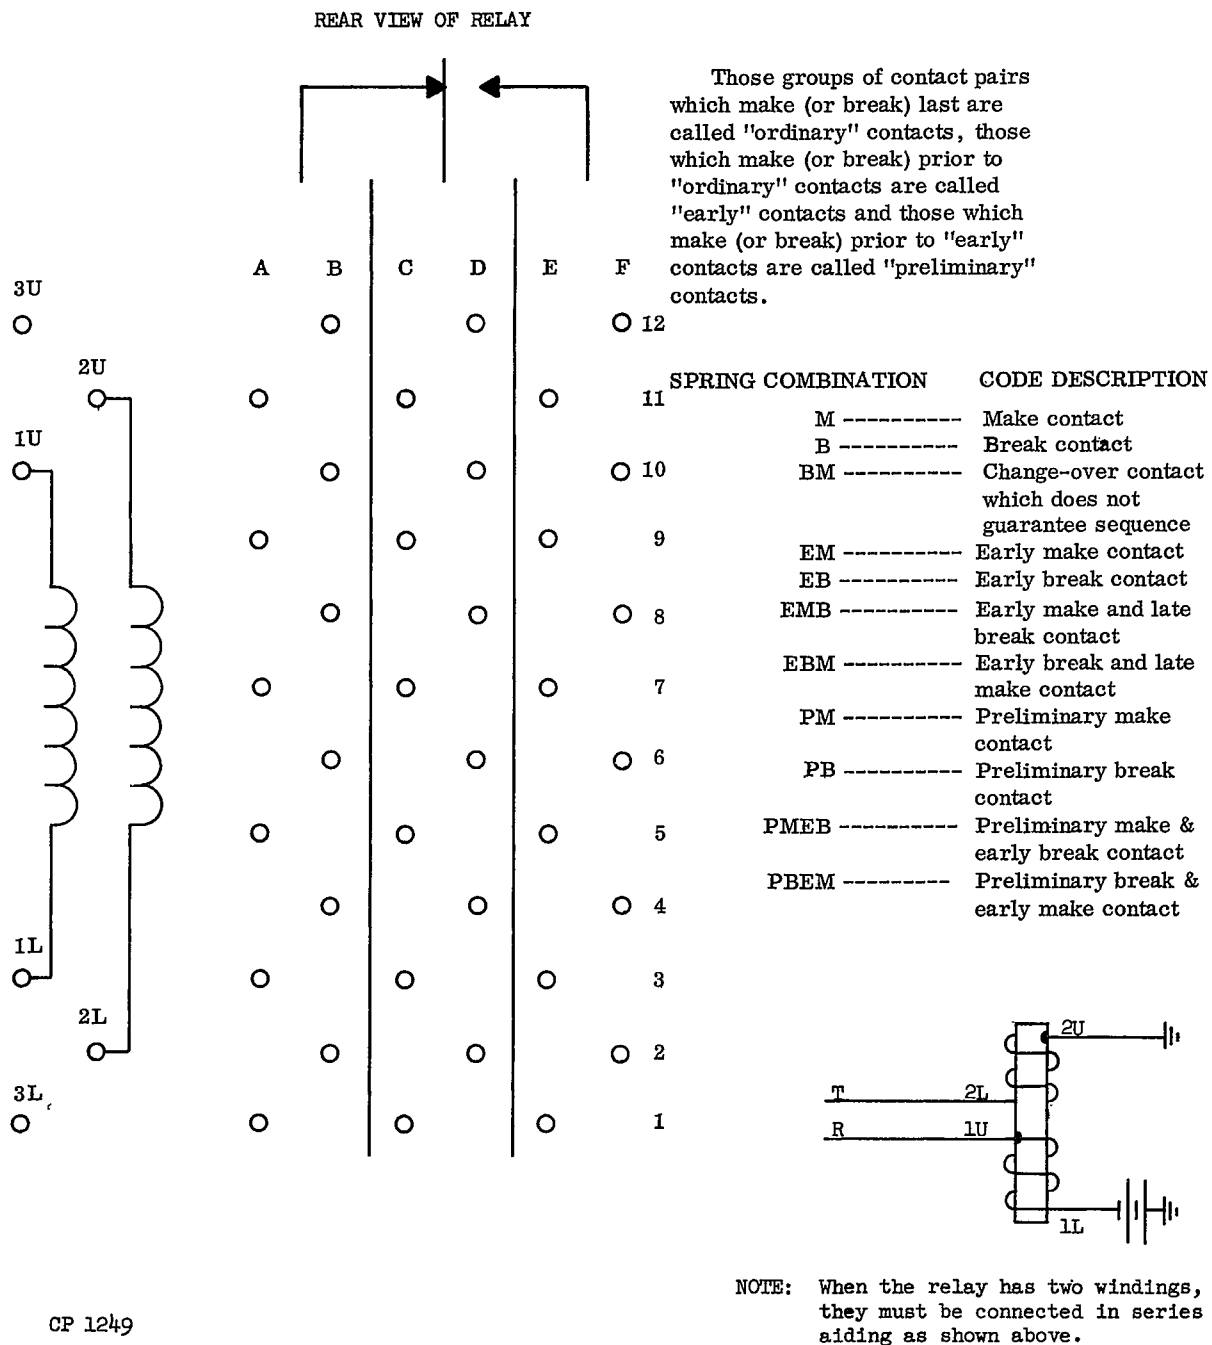 REAR VIEW OF RELAY
Those groups of contact pairs
which make (or break) last are
called "ordinary" contacts, those
which make (or break) prior to
"ordinary" contacts are called
"early" contacts and those which
make (or break) prior to "early"
contacts are called "preliminary"
contacts.
A B C D E F
3U
12
2U
11
1U
10
9
8
7
6
5
4
1L
3
2L
2
3L
1
SPRING COMBINATION CODE DESCRIPTION
M ---------- Make contact
B ---------- Break contact
BM ---------- Change-over contact
which does not
guarantee sequence
EM ---------- Early make contact
EB ---------- Early break contact
EMB ---------- Early make and late
break contact
EBM ---------- Early break and late
make contact
PM ---------- Preliminary make
contact
PB ---------- Preliminary break
contact
PMEB ---------- Preliminary make &
early break contact
PBEM --------- Preliminary break &
early make contact
2U
T 2L
R 1U
1L
NOTE: When the relay has two windings,
they must be connected in series
aiding as shown above.
CP 1249